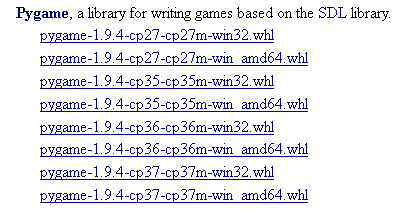 Pygame, a library for writing games based on the SDL library.
pygame-1.9.4-cp27-cp27m-win32.whl
pygame-1.9.4-cp27-cp27m-win_amd64.whl
pygame-1.9.4-cp35-cp35m-win32.whl
pygame-1.9.4-cp35-cp35m-win_amd64.whl
pygame-1.9.4-cp36-cp36m-win32.whl
pygame-1.9.4-cp36-cp36m-win_amd64.whl
pygame-1.9.4-cp37-cp37m-win32.whl
pygame-1.9.4-cp37-cp37m-win_amd64.whl